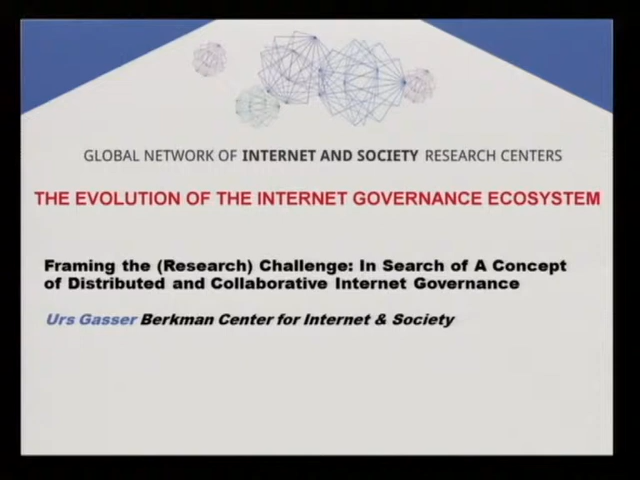 GLOBAL NETWORK OF INTERNET AND SOCIETY RESEARCH CENTERS
THE EVOLUTION OF THE INTERNET GOVERNANCE ECOSYSTEM
Framing the (Research) Challenge: In Search of A Concept
of Distributed and Collaborative Internet Governance
Urs Gasser Berkman Center for Internet & Society